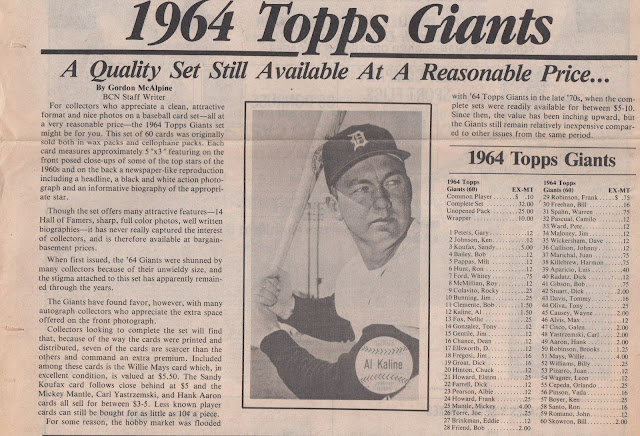 1964 Topps Giants
A Quality Set Still Available At A Reasonable Price...
By Gordon McAlpine
BCN Staff Writer
For collectors who appreciate a clean, attractive
format and nice photos on a baseball card set—all at
a very reasonable price—the 1964 Topps Giants set
might be for you. This set of 60 cards was originally
sold both in wax packs and cellophane packs. Each
card measures approximately 5"x3" featuring on the
front posed close-ups of some of the top stars of the
1960s and on the back a newspaper-like reproduction
including a headline, a black and white action photo-
graph and an informative biography of the appropri-
ate star.
Though the set offers many attractive features—14
Hall of Famers, sharp, full color photos, well written
biographies—it has never really captured the interest
of collectors, and is therefore available at bargain-
basement prices.
When first issued, the '64 Giants were shunned by
many collectors because of their unwieldy size, and
the stigma attached to this set has apparently remain-
ed through the years.
The Giants have found favor, however, with many
autograph collectors who appreciate the extra space
offered on the front photograph.
Collectors looking to complete the set will find
that, because of the way the cards were printed and
distributed, seven of the cards are scarcer than the
others and command an extra premium. Included
among these cards is the Willie Mays card which, in
excellent condition, is valued at $5.50. The Sandy
Koufax card follows close behind at $5 and the
Mickey Mantle, Carl Yastrzemski, and Hank Aaron
cards all sell for between $3-5. Less known player
cards can still be bought for as little as 10¢ a piece.
For some reason, the hobby market was flooded
D
Al Kaline
with '64 Topps Giants in the late '70s, when the com-
plete sets were readily available for between $5-10.
Since then, the value has been inching upward, but
the Giants still remain relatively inexpensive compar-
ed to other issues from the same period.
1964 Topps Giants
1964 Topps
Giants (60) EX-MT
Common Player $ .10
Complete Set 32.00
Unopened Pack 25.00
Wrapper 10.00
1 Peters, Gary .12
2 Johnson, Ken .12
3 Koufax, Sandy 5.00
4 Bailey, Bob .12
5 Pappas, Milt .12
6 Hunt, Ron .12
7 Ford, Whitey .75
8 McMillian, Roy .12
9 Colavito, Rocky .25
10 Bunning, Jim .25
11 Clemente, Bob 1.50
12 Kaline, Al 1.50
13 Fox, Nellie .25
14 Gonzalez, Tony .12
15 Gentile, Jim .12
16 Chance, Dean .12
17 Ellsworth, D. .12
18 Fregosi, Jim .16
19 Groat, Dick .16
20 Hinton, Chuck .12
21 Howard, Elston .25
22 Farrell, Dick .12
23 Pearson, Albie .12
24 Howard, Frank .25
25 Mantle, Mickey 4.00
26 Torre, Joe .25
27 Brinkman, Eddie .12
28 Friend, Bob 2.00
1964 Topps
Giants (60) EX-MT
29 Robinson, Frank $ .75
30 Freehan, Bill .16
31 Spahn, Warren .75
32 Pascual, Camilo .12
33 Ward, Pete .12
34 Maloney, Jim .12
35 Wickersham, Dave .12
36 Callison, Johnny .12
37 Marichal, Juan .75
38 Killebrew, Harmon .75
39 Aparicio, Luis .40
40 Radatz, Dick .12
41 Gibson, Bob .75
42 Stuart, Dick 2.00
43 Davis, Tommy .16
44 Oliva, Tony .25
45 Causey, Wayne 2.00
46 Alvis, Max .12
47 Cisco, Galen 2.00
48 Yastrzemski, Carl 2.00
49 Aaron, Hank 2.00
50 Robinson, Brooks 1.25
51 Mays, Willie 4.00
52 Williams, Billy .25
53 Pizarro, Juan .12
54 Wagner, Leon .12
55 Cepeda, Orlando .25
56 Pinson, Vada .16
57 Boyer, Ken .25
58 Santo, Ron .16
59 Romano, John .12
60 Skowron, Bill 2.00